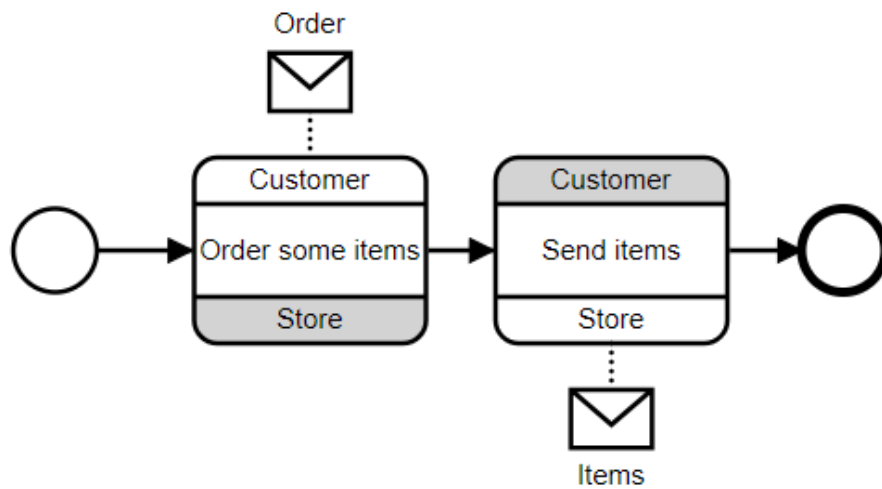 Order
Customer
Order some items
Store
Customer
Send items
Store
Items